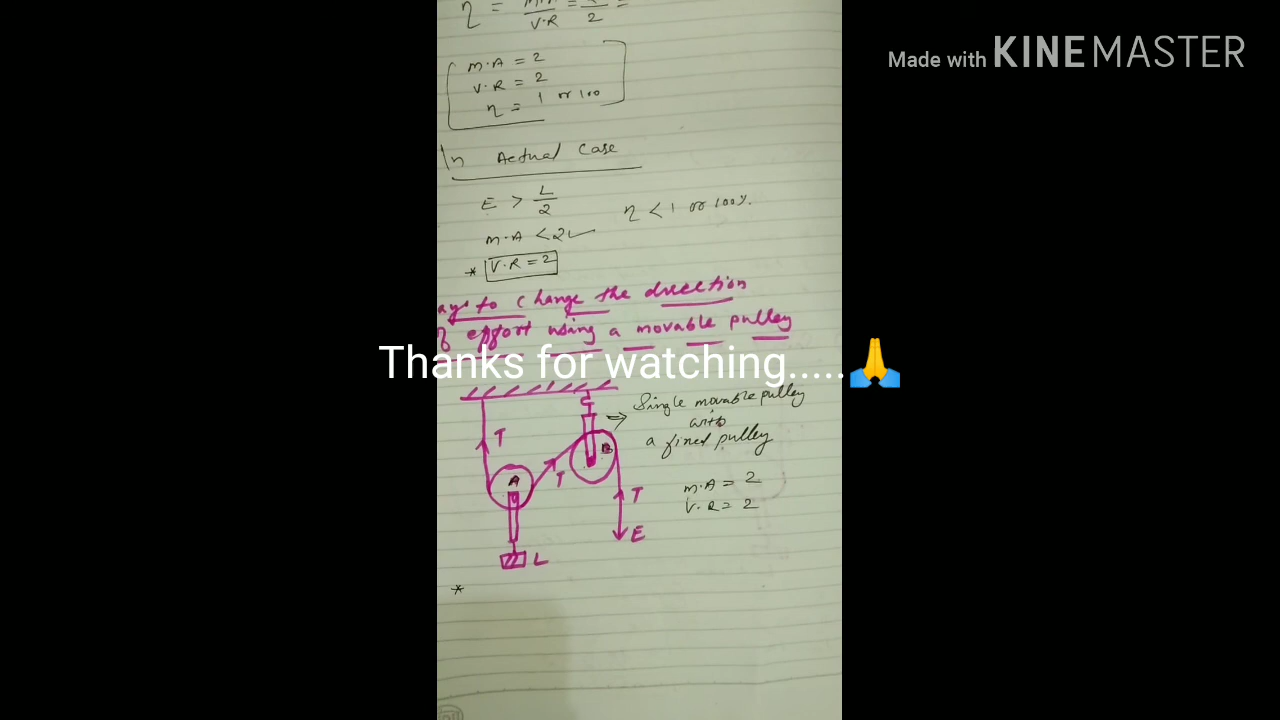 Made with KINEMASTER
η = M.A / V.R = 2 / 2 =
M.A = 2
V.R = 2
η = 1 or 100
In Actual Case
E > L/2
η < 1 or 100%.
M.A < 2 ✓
* V.R = 2
ays to change the direction
of effort using a movable pulley
Thanks for watching.....🙏
T
A
L
T
B
T
E
⇒ Single movable pulley
with
a fixed pulley
M.A = 2
V.R = 2
*